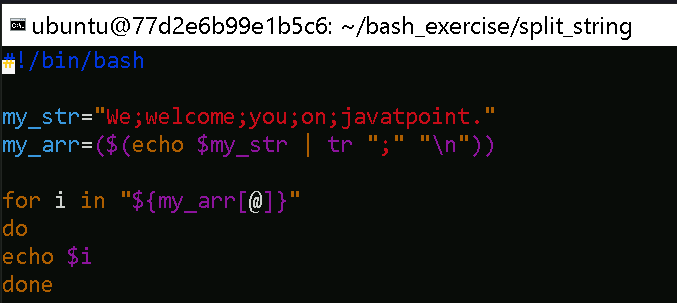 ubuntu@77d2e6b99e1b5c6: ~/bash_exercise/split_string
#!/bin/bash
my_str="We;welcome;you;on;javatpoint."
my_arr=($(echo $my_str | tr ";" "\n"))
for i in "${my_arr[@]}"
do
echo $i
done